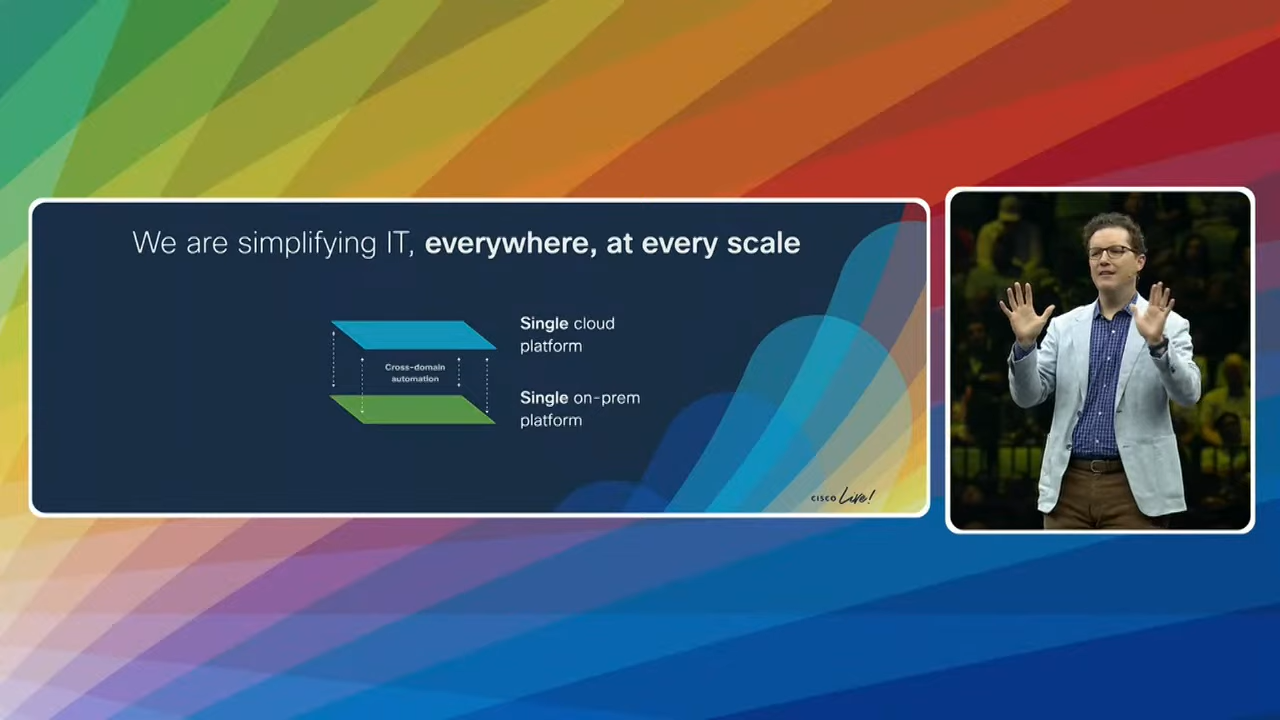 We are simplifying IT, everywhere, at every scale
Single cloud
platform
Cross-domain
automation
Single on-prem
platform
CISCO Live!